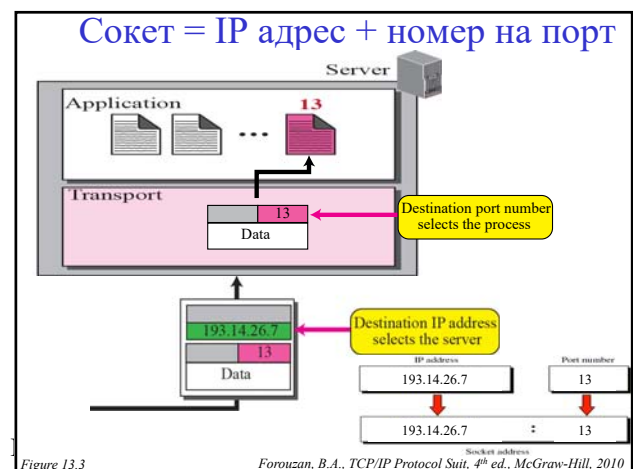 Сокет = IP адрес + номер на порт
Server
Application
13
...
Transport
13
Data
Destination port number
selects the process
193.14.26.7
13
Data
Destination IP address
selects the server
IP address
Port number
193.14.26.7
13
193.14.26.7 : 13
Socket address
Figure 13.3
Forouzan, B.A., TCP/IP Protocol Suit, 4th ed., McGraw-Hill, 2010